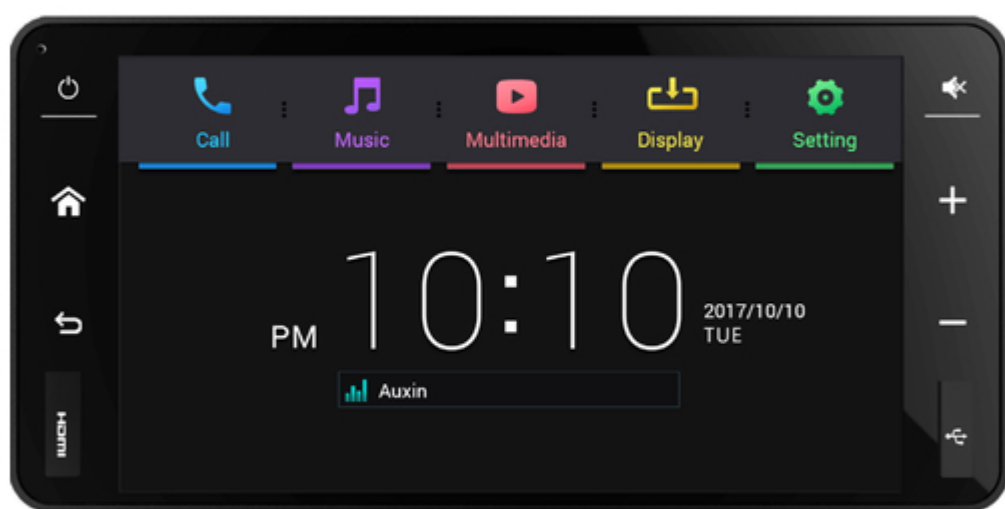 Call
Music
Multimedia
Display
Setting
PM 10:10
2017/10/10
TUE
Auxin
HDMI